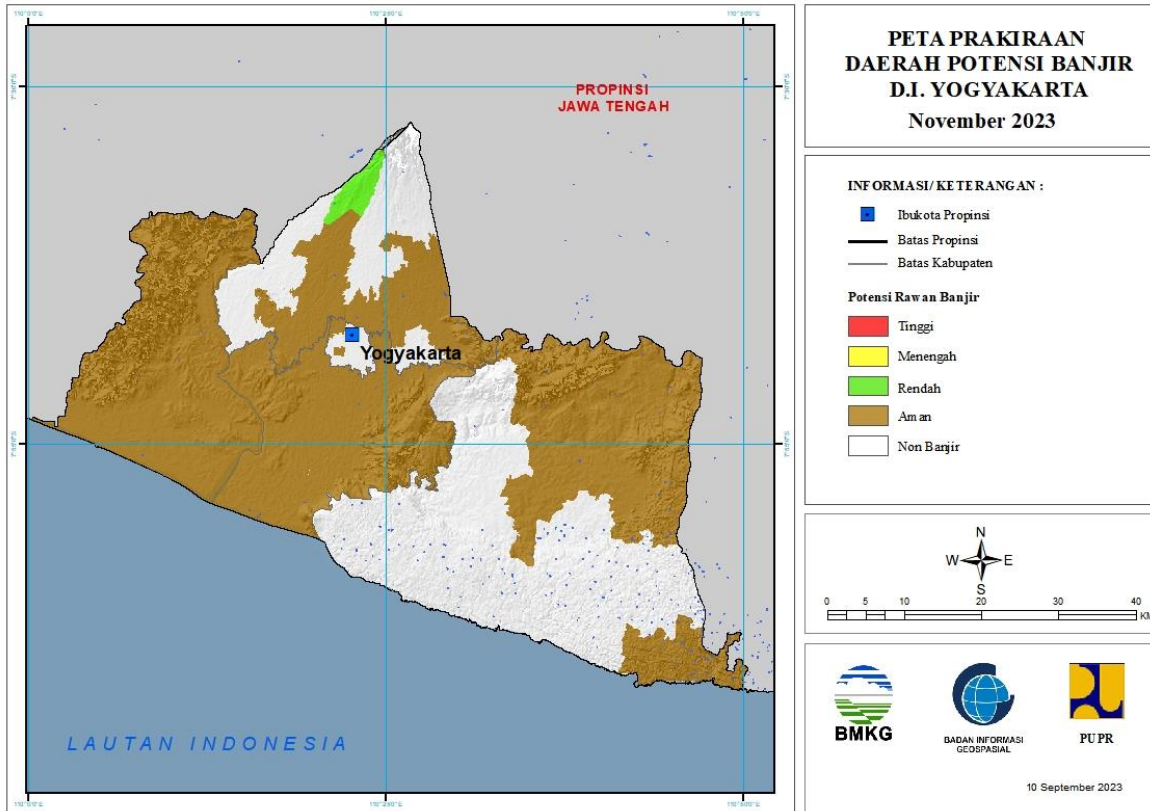 PROPINSI
JAWA TENGAH
Yogyakarta
LAUTAN INDONESIA
PETA PRAKIRAAN
DAERAH POTENSI BANJIR
D.I. YOGYAKARTA
November 2023
INFORMASI/ KETERANGAN :
Ibukota Propinsi
Batas Propinsi
Batas Kabupaten
Potensi Rawan Banjir
Tinggi
Menengah
Rendah
Aman
Non Banjir
N
W E
S
0 5 10 20 30 40
KM
BMKG
BADAN INFORMASI
GEOSPASIAL
PUPR
10 September 2023